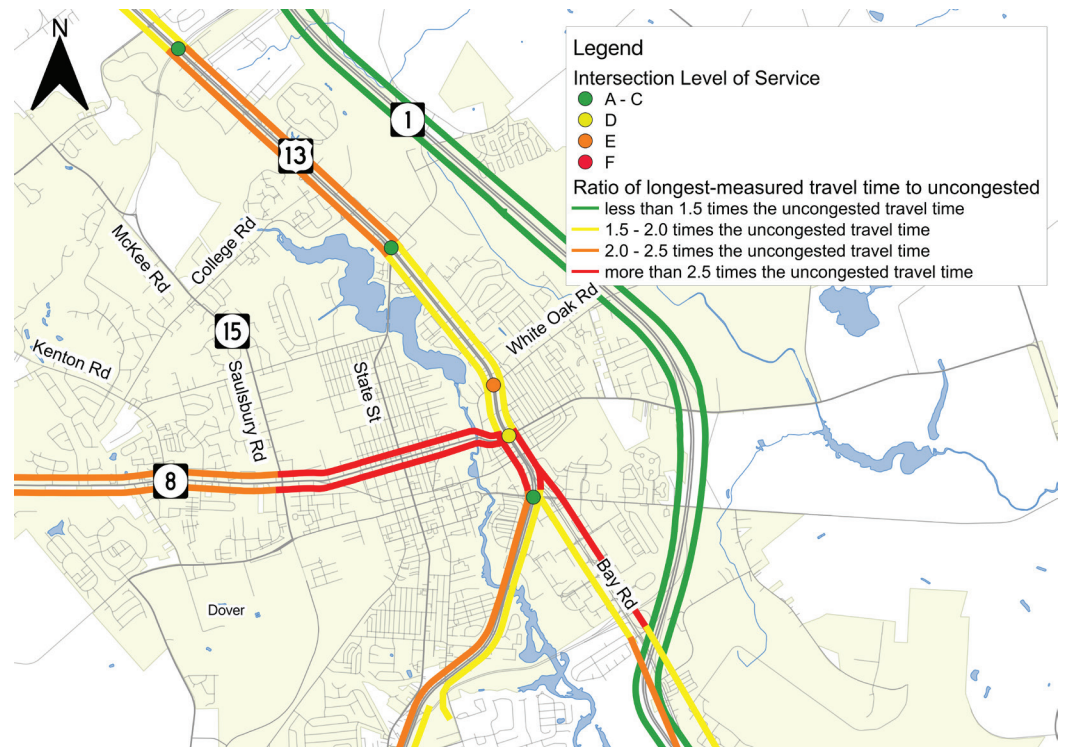 N
Legend
Intersection Level of Service
A - C
D
E
F
Ratio of longest-measured travel time to uncongested
less than 1.5 times the uncongested travel time
1.5 - 2.0 times the uncongested travel time
2.0 - 2.5 times the uncongested travel time
more than 2.5 times the uncongested travel time
1
13
McKee Rd
College Rd
White Oak Rd
15
Kenton Rd
Saulsbury Rd
State St
8
Bay Rd
Dover